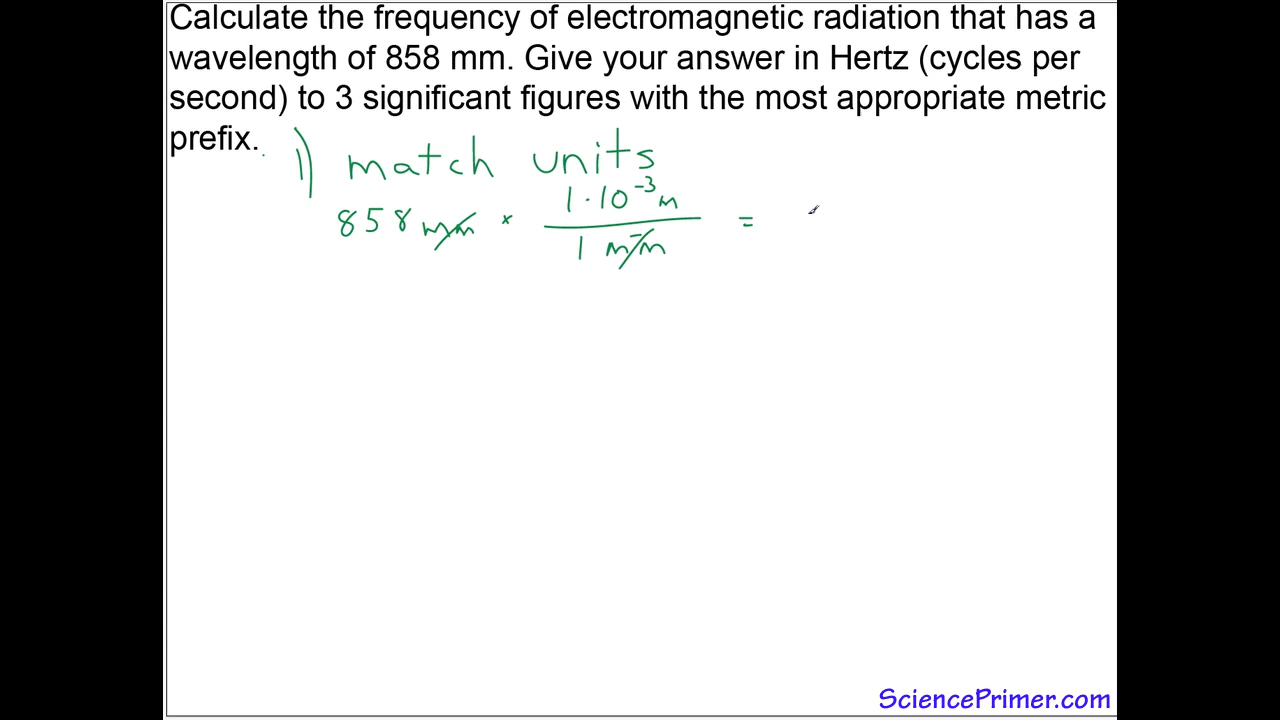 Calculate the frequency of electromagnetic radiation that has a
wavelength of 858 mm. Give your answer in Hertz (cycles per
second) to 3 significant figures with the most appropriate metric
prefix.
1) match units
858 mm × 1·10⁻³ m / 1 mm =
SciencePrimer.com